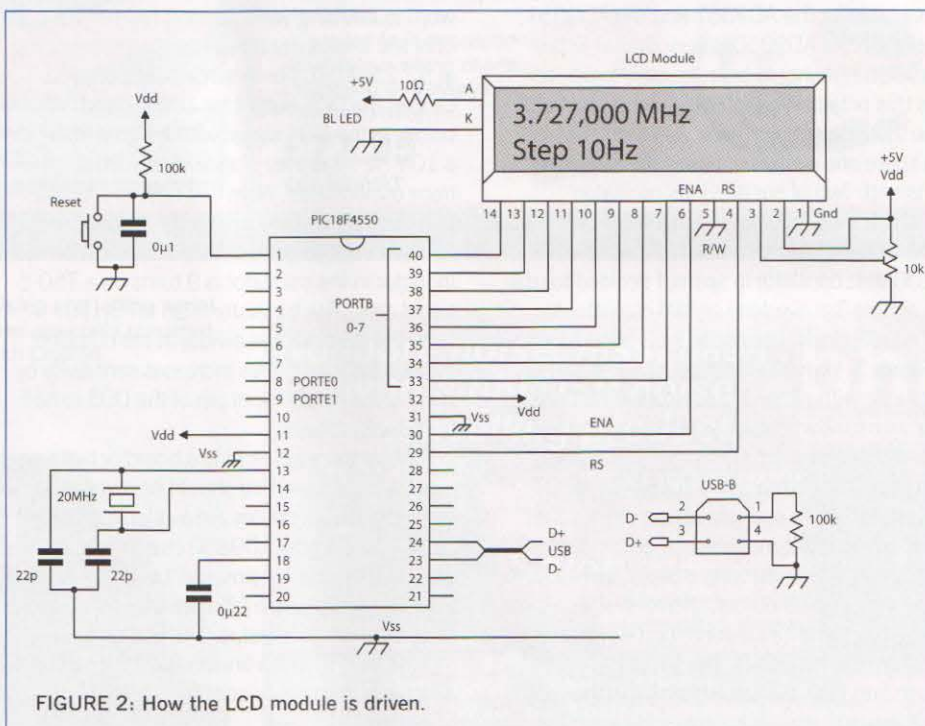 LCD Module
+5V
10Ω
A
BL LED
K
3.727,000 MHz
Step 10Hz
ENA RS
14 13 12 11 10 9 8 7 6 5 4 3 2 1 Gnd
R/W
+5V
Vdd
10k
Vdd
100k
Reset
0µ1
PIC18F4550
1 40
2 39
3 PORTB 38
4 37
5 0-7 36
6 35
7 34
8 PORTE0 33
9 PORTE1 32
Vdd
10 31
Vss
ENA
Vdd
11 30
Vss
12 29
RS
13 28
14 27
20MHz
15 26
16 25
17 24
D+
18 23
USB
19 22
D-
20 21
22p
22p
0µ22
Vss
USB-B
D- 2 1
D+ 3 4
100k
FIGURE 2: How the LCD module is driven.